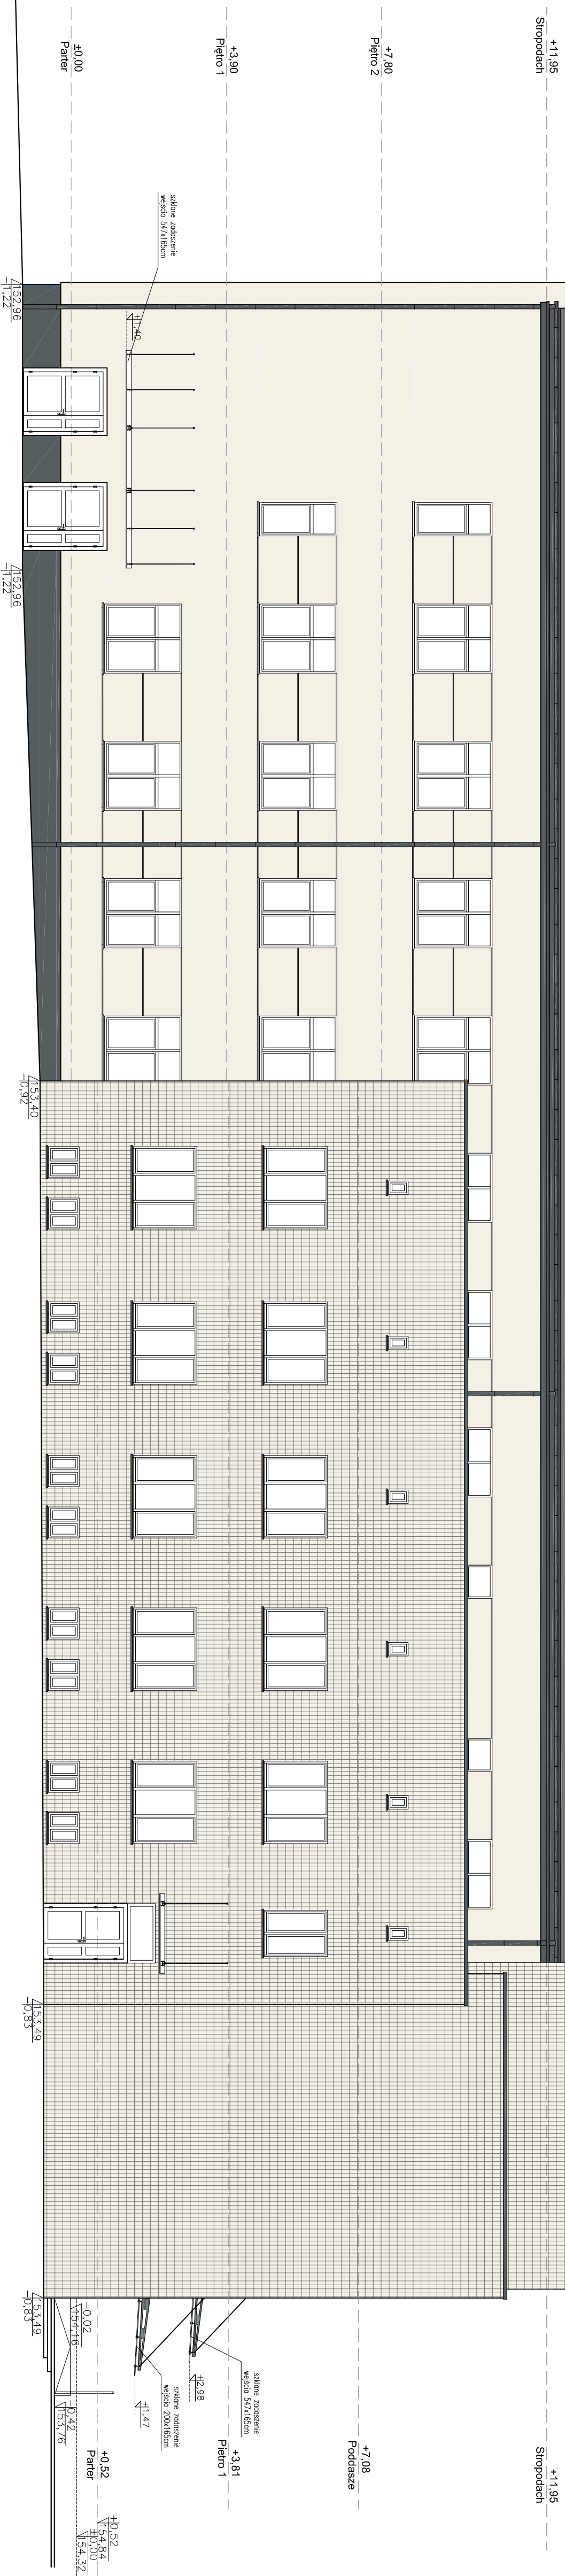 +11,95
Stropodach
+7,80
Piętro 2
+3,90
Piętro 1
±0,00
Parter
szklane zadaszenie
wejścia 547x165cm
+1,40
152,96
-1,22
152,96
-1,22
153,40
-0,92
153,49
-0,83
153,49
-0,83
+11,95
Stropodach
+7,08
Poddasze
+3,81
Pietro 1
+0,52
Parter
szklane zadaszenie
wejścia 547x165cm
+2,98
szklane zadaszenie
wejścia 200x165cm
+1,47
-0,02
154,16
-0,42
153,76
+0,52
154,84
±0,00
154,32